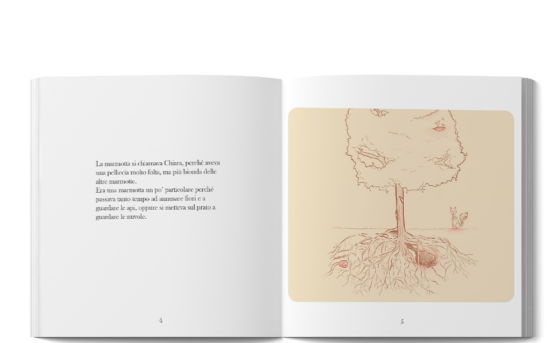 La marmotta si chiamava Chiara, perché aveva
una pelliccia molto folta, ma più bionda delle
altre marmotte.
Era una marmotta un po' particolare perché
passava tanto tempo ad annusare fiori e a
guardare le api, oppure si metteva sul prato a
guardare le nuvole.
4
5